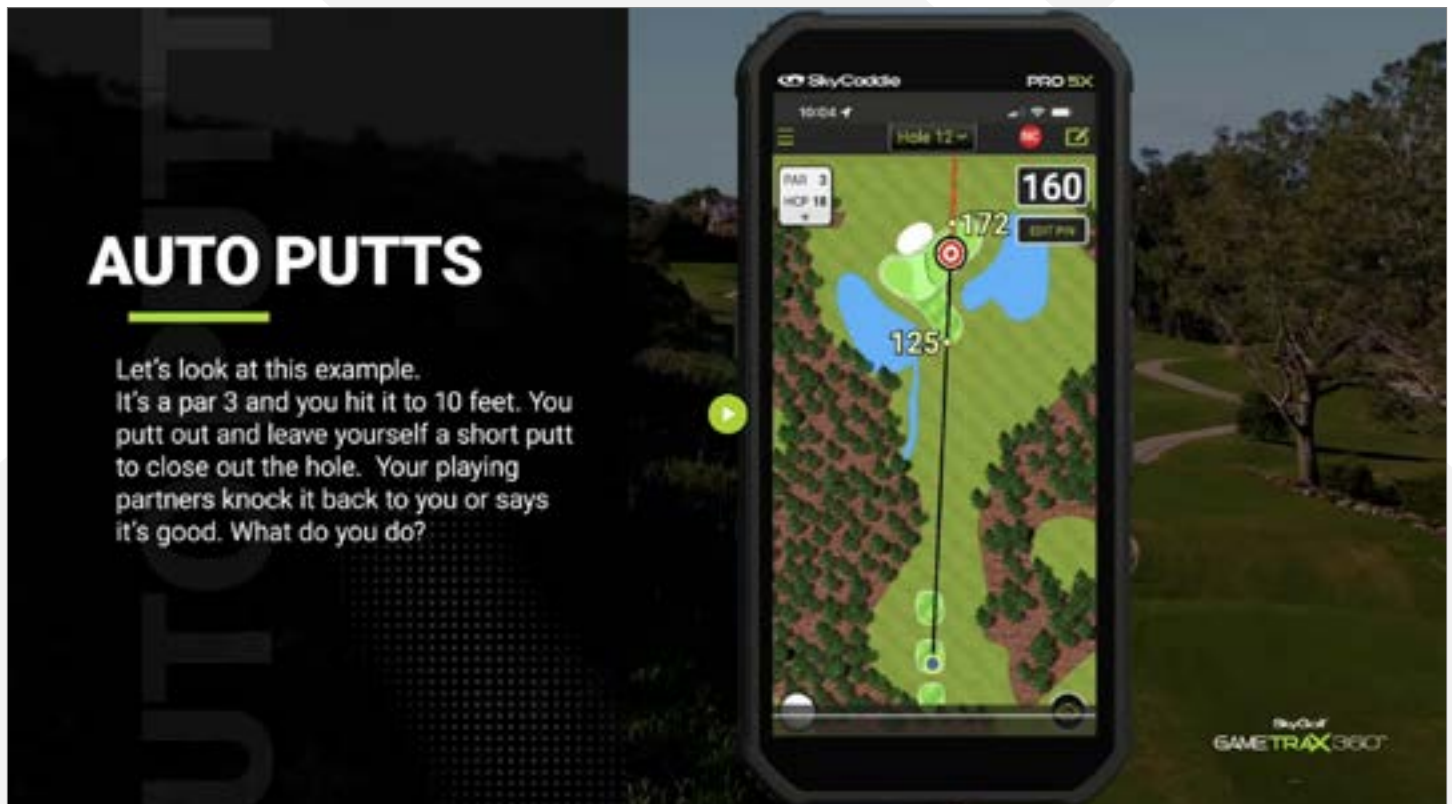 AUTO PUTTS
Let's look at this example.
It's a par 3 and you hit it to 10 feet. You
putt out and leave yourself a short putt
to close out the hole.  Your playing
partners knock it back to you or says
it's good. What do you do?
SkyCaddie PRO 5X
10:04
Hole 12
NC
PAR 3
HCP 18
160
EDIT PIN
172
125
SkyGolf
GAMETRAX360